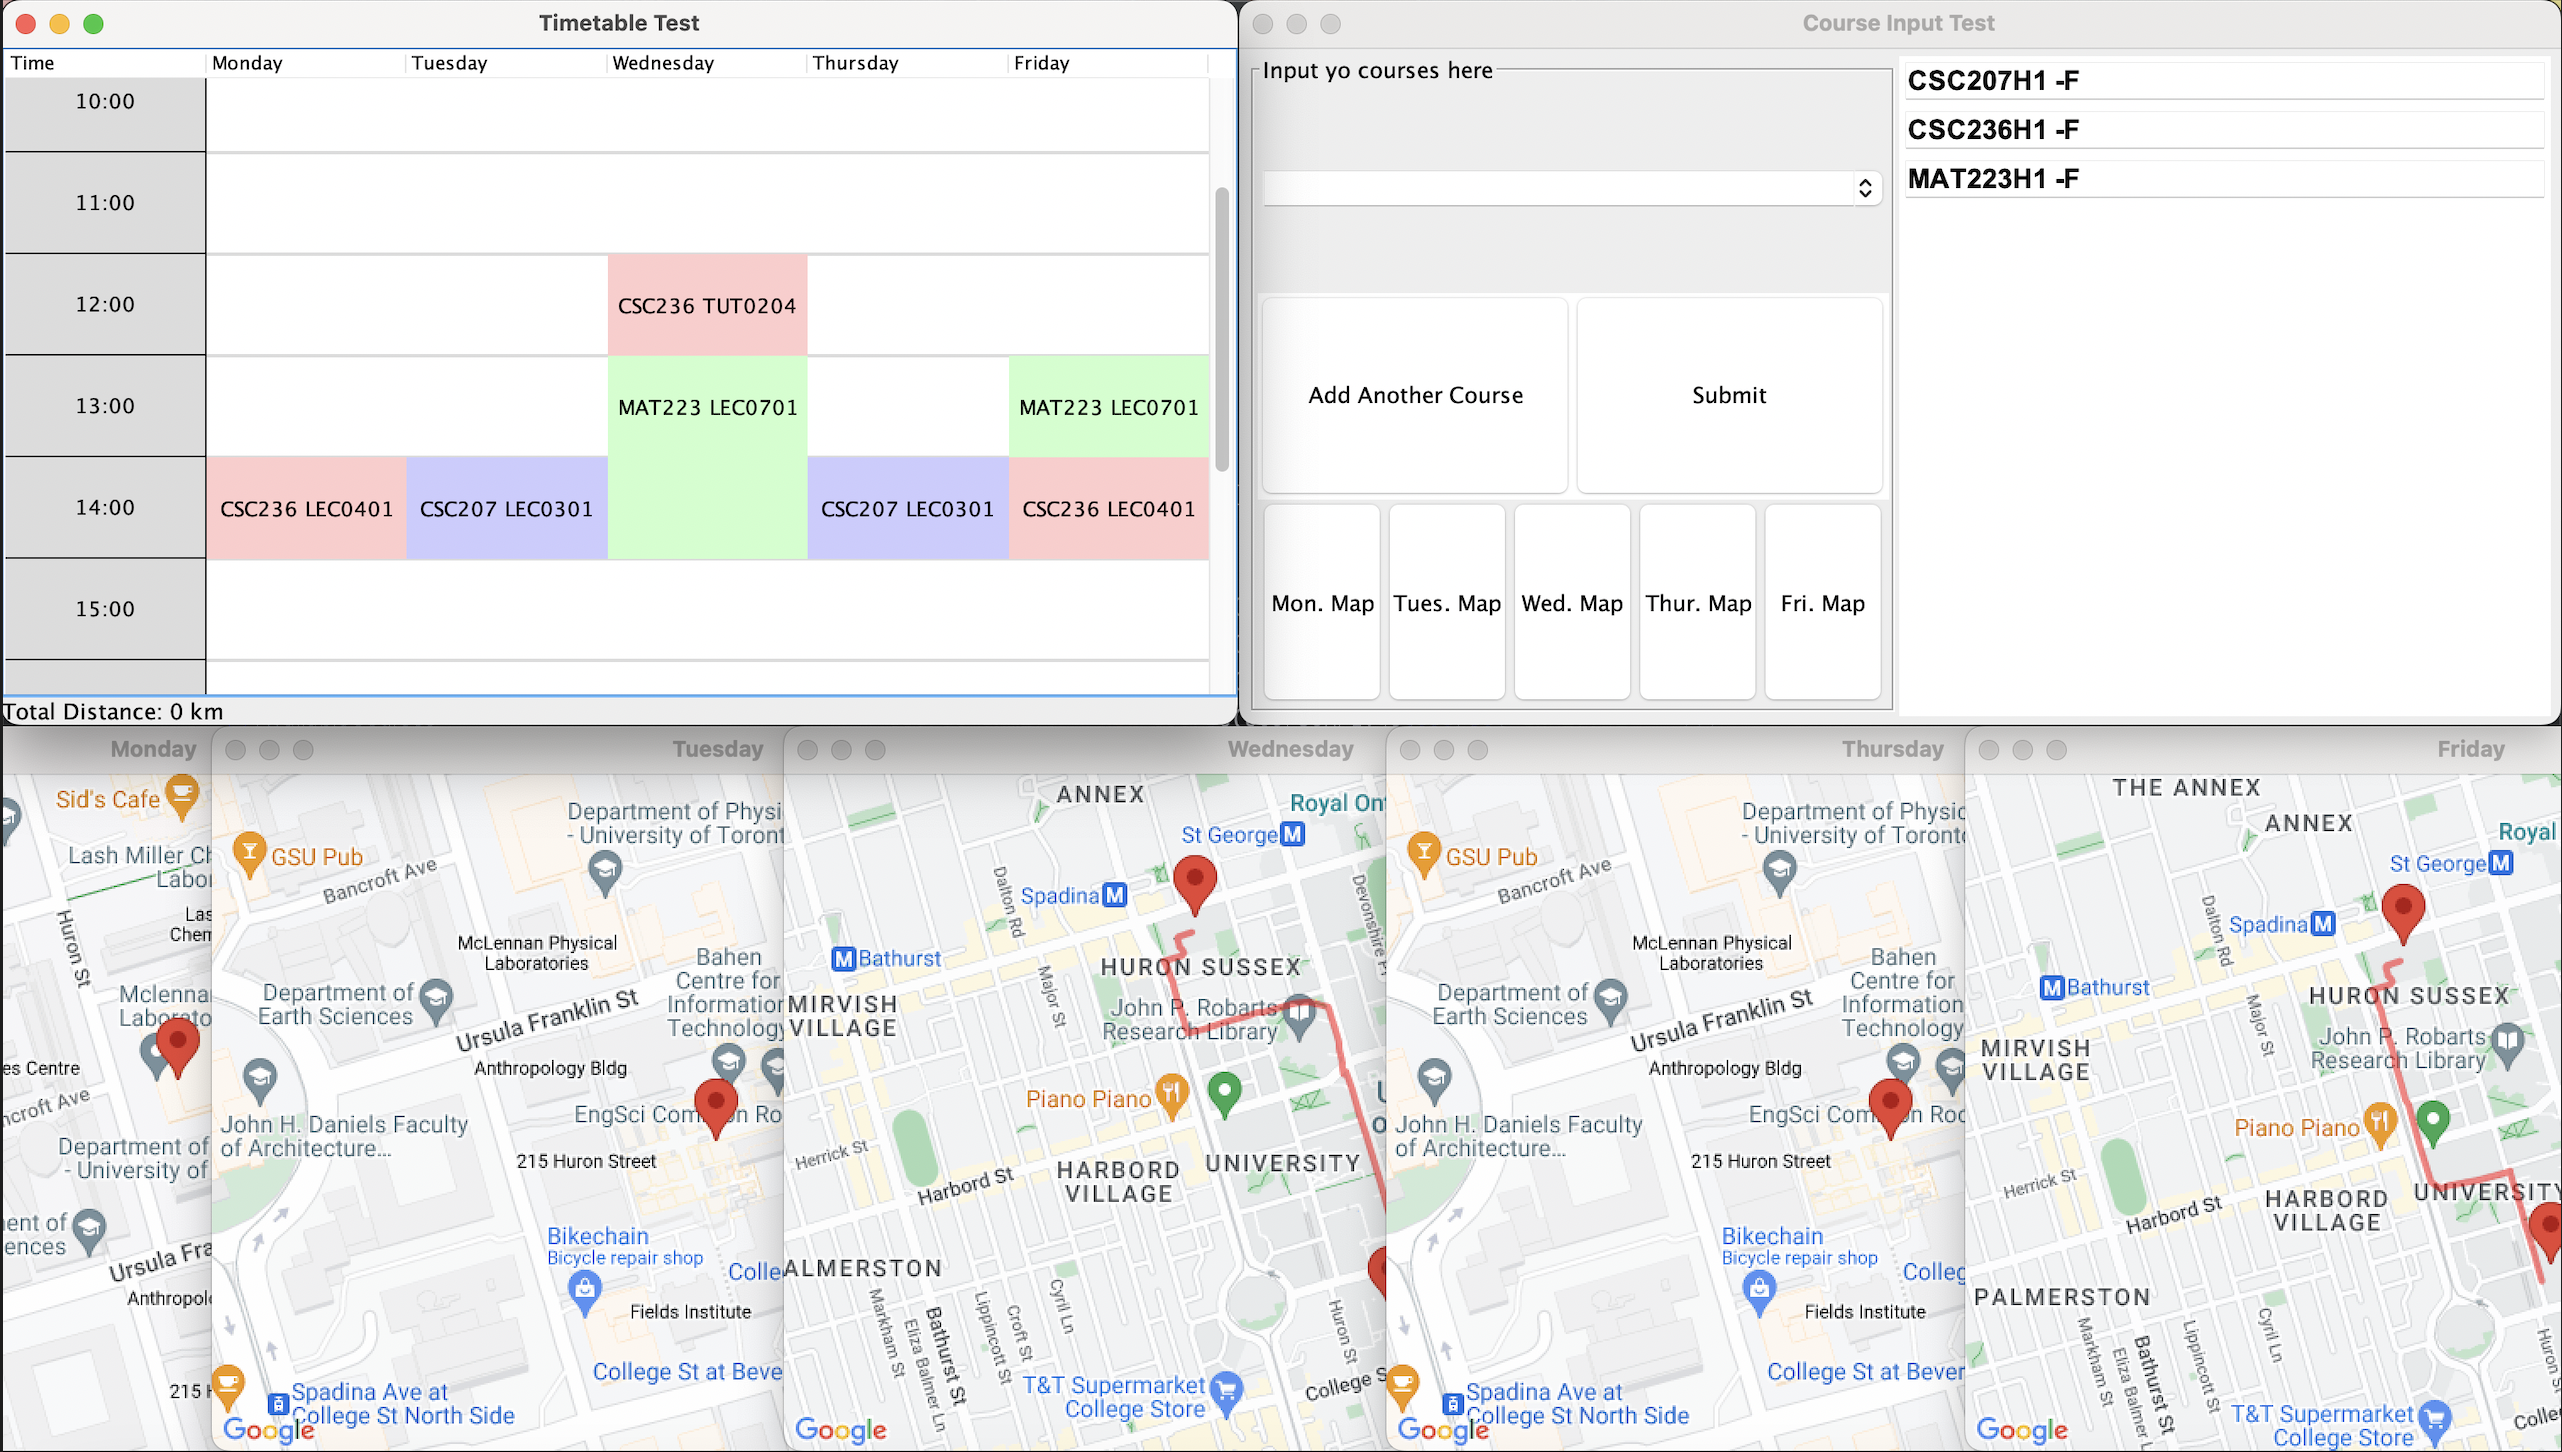 Timetable Test
Time Monday Tuesday Wednesday Thursday Friday
10:00
11:00
12:00
CSC236 TUT0204
13:00
MAT223 LEC0701
MAT223 LEC0701
14:00
CSC236 LEC0401
CSC207 LEC0301
CSC207 LEC0301
CSC236 LEC0401
15:00
Total Distance: 0 km
Course Input Test
Input yo courses here
Add Another Course
Submit
Mon. Map
Tues. Map
Wed. Map
Thur. Map
Fri. Map
CSC207H1 -F
CSC236H1 -F
MAT223H1 -F
Monday
Sid's Cafe
Lash Miller Ch
Labor
Las
Chem
Huron St
Mclenna
Laborato
es Centre
ncroft Ave
Department of
- University of
ent of
ences
Ursula Fra
Anthropol
215 H
Tuesday
Department of Physi
- University of Toront
GSU Pub
Bancroft Ave
McLennan Physical
Laboratories
Bahen
Centre for
Information
Technology
Department of
Earth Sciences
Ursula Franklin St
Anthropology Bldg
EngSci Common Ro
John H. Daniels Faculty
of Architecture...
215 Huron Street
Bikechain
Bicycle repair shop
Colle
Fields Institute
College St at Beve
Spadina Ave at
College St North Side
Google
Wednesday
ANNEX
Royal Ont
St George
Spadina
Dalton Rd
Devonshire P
Bathurst
HURON SUSSEX
Major St
MIRVISH
VILLAGE
John P. Robarts
Research Library
Piano Piano
U
O
Herrick St
Harbord St
HARBORD
VILLAGE
UNIVERSITY
ALMERSTON
Markham St
Eliza Balmer Ln
Bathurst St
Lippincott St
Croft St
Cyril Ln
Huron St
T&T Supermarket
College Store
College S
Google
Thursday
Department of Physic
- University of Toronto
GSU Pub
Bancroft Ave
McLennan Physical
Laboratories
Bahen
Centre for
Information
Technology
Department of
Earth Sciences
Ursula Franklin St
Anthropology Bldg
EngSci Common Roo
John H. Daniels Faculty
of Architecture...
215 Huron Street
Bikechain
Bicycle repair shop
Colleg
Fields Institute
College St at Bever
Spadina Ave at
College St North Side
Google
Friday
THE ANNEX
ANNEX
Royal
St George
Spadina
Dalton Rd
Bathurst
HURON SUSSEX
Major St
MIRVISH
VILLAGE
John P. Robarts
Research Library
Piano Piano
Herrick St
Harbord St
HARBORD
VILLAGE
UNIVERSITY
PALMERSTON
Markham St
Eliza Balmer L
Bathurst St
Lippincott St
Cyril Ln
Huron S
T&T Supermarket
College Store
Colle
Google